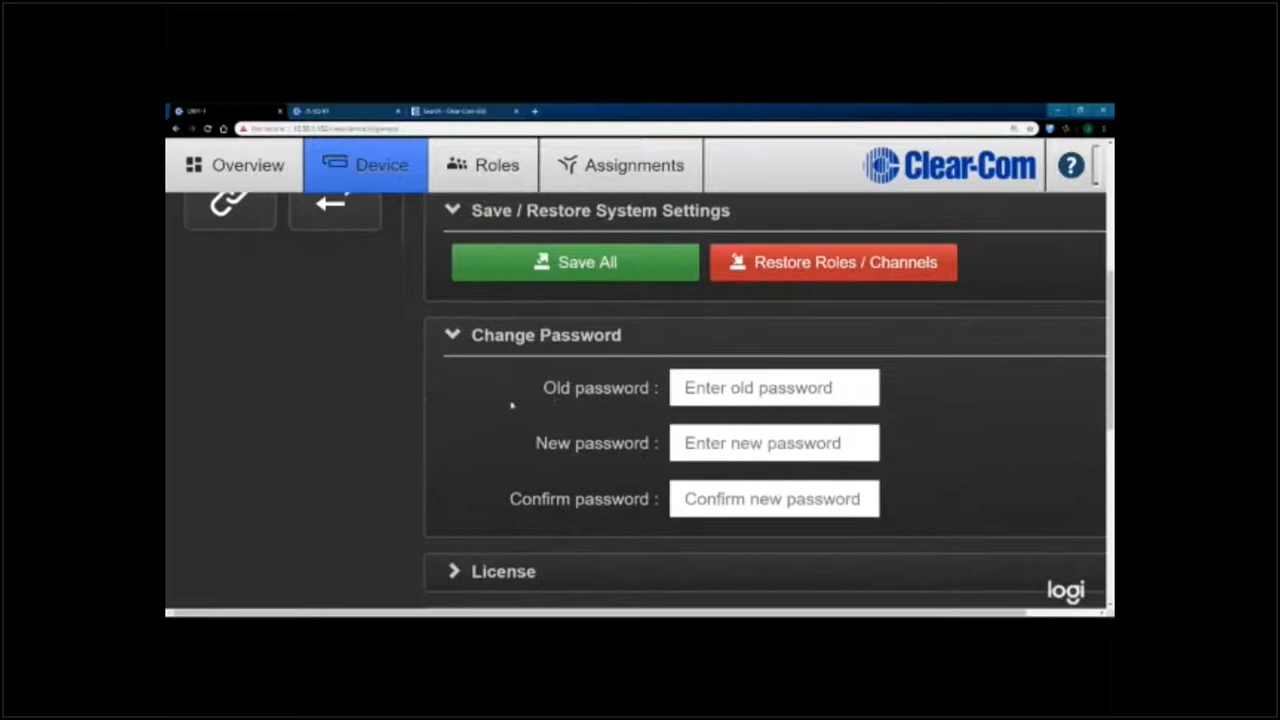 Overview
Device
Roles
Assignments
Clear-Com
?
Save / Restore System Settings
Save All
Restore Roles / Channels
Change Password
Old password :
Enter old password
New password :
Enter new password
Confirm password :
Confirm new password
License
logi